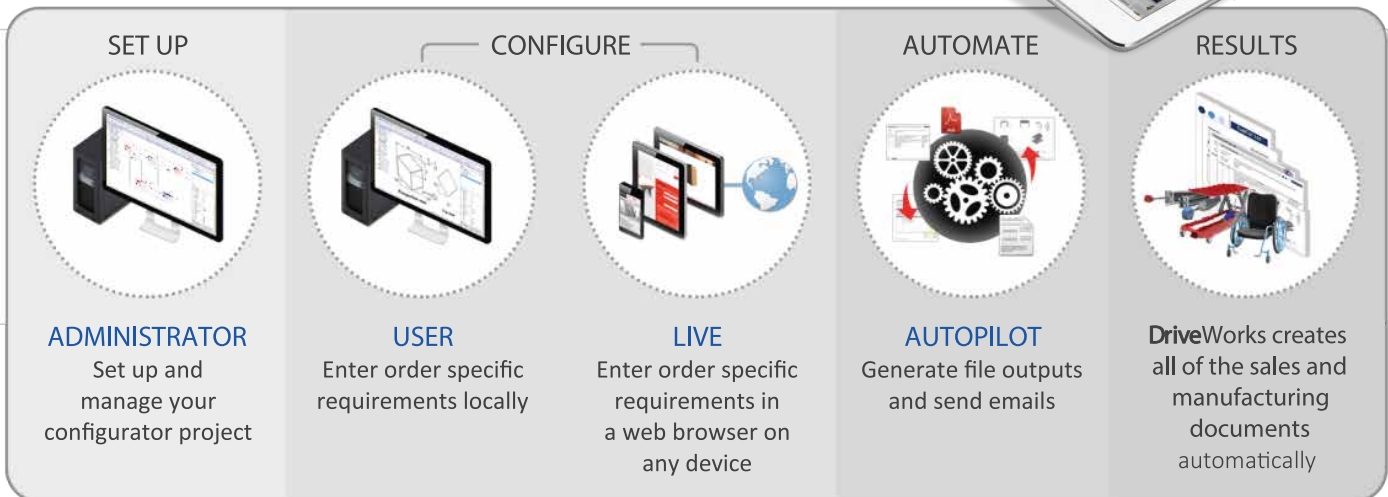 SET UP
CONFIGURE
AUTOMATE
RESULTS
ADMINISTRATOR
Set up and
manage your
configurator project
USER
Enter order specific
requirements locally
LIVE
Enter order specific
requirements in
a web browser on
any device
AUTOPILOT
Generate file outputs
and send emails
DriveWorks creates
all of the sales and
manufacturing
documents
automatically